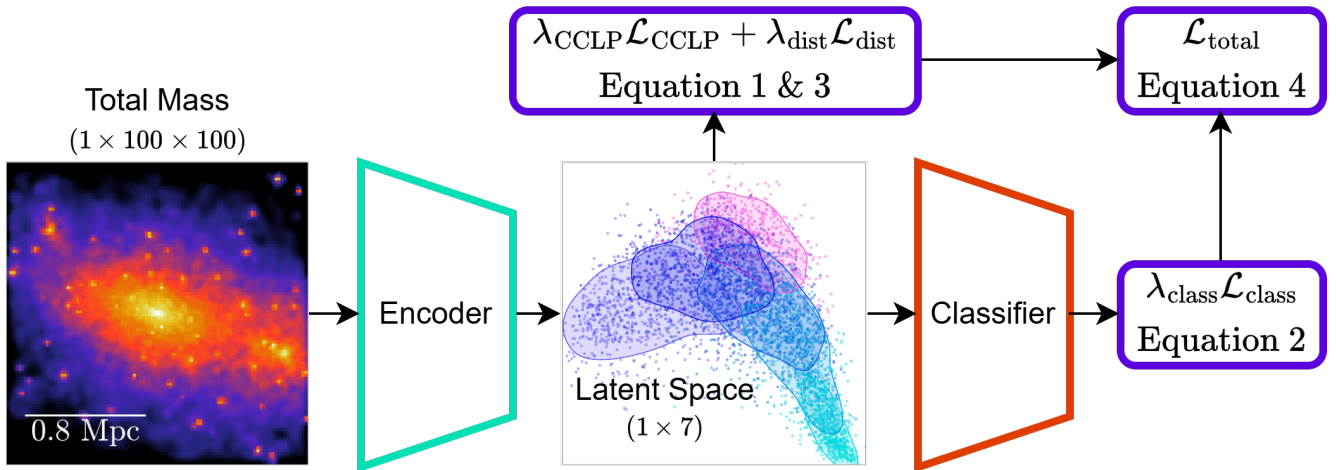 λ_CCLP ℒ_CCLP + λ_dist ℒ_dist
Equation 1 & 3
ℒ_total
Equation 4
Total Mass
(1 × 100 × 100)
0.8 Mpc
Encoder
Latent Space
(1 × 7)
Classifier
λ_class ℒ_class
Equation 2